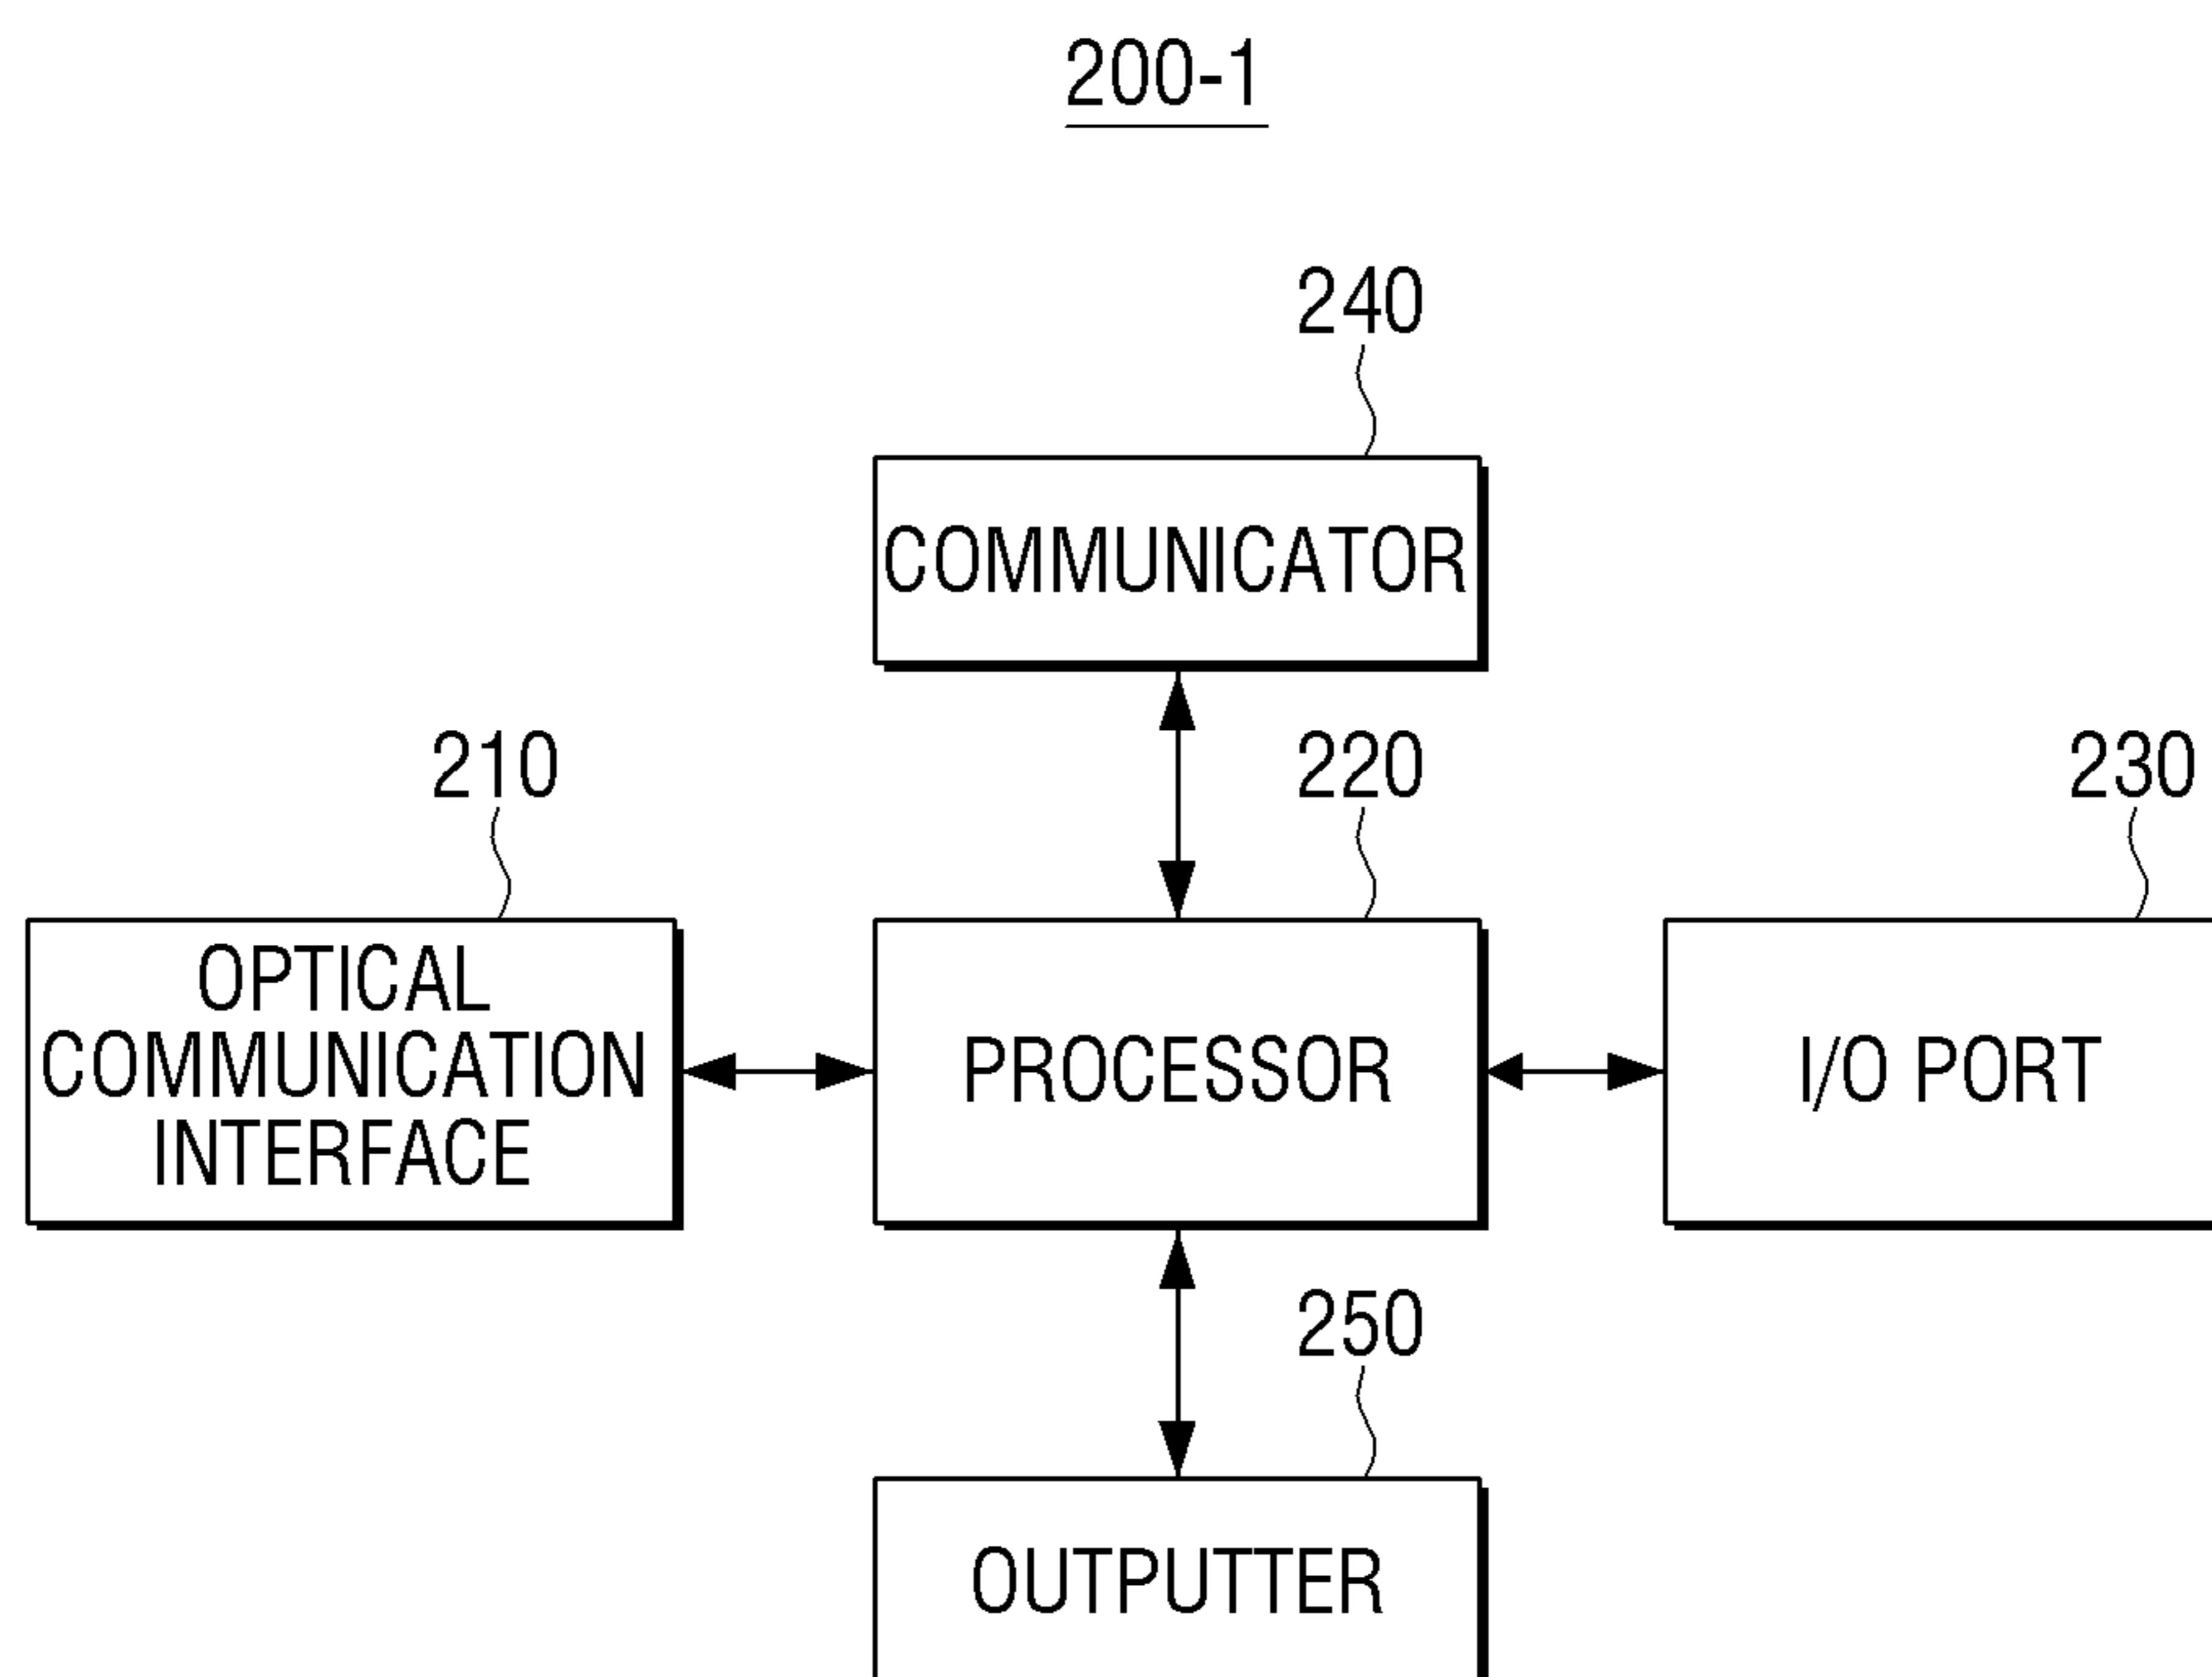 200-1
240
COMMUNICATOR
210
220
230
OPTICAL
COMMUNICATION
INTERFACE
PROCESSOR
I/O PORT
250
OUTPUTTER